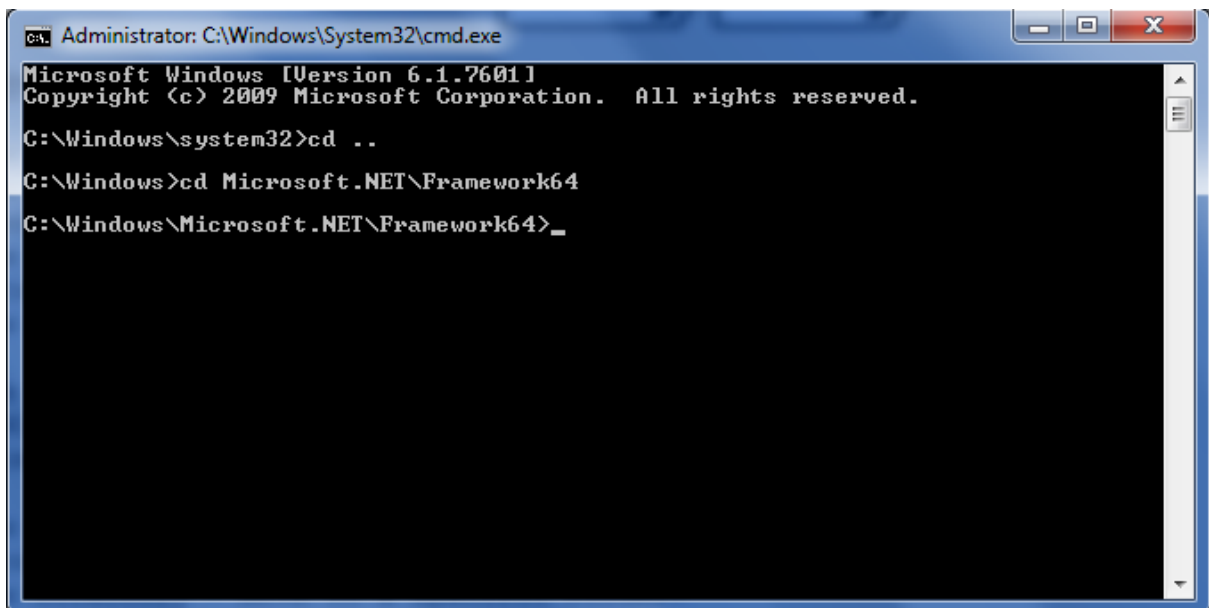 Administrator: C:\Windows\System32\cmd.exe
Microsoft Windows [Version 6.1.7601]
Copyright (c) 2009 Microsoft Corporation.  All rights reserved.
C:\Windows\system32>cd ..
C:\Windows>cd Microsoft.NET\Framework64
C:\Windows\Microsoft.NET\Framework64>_